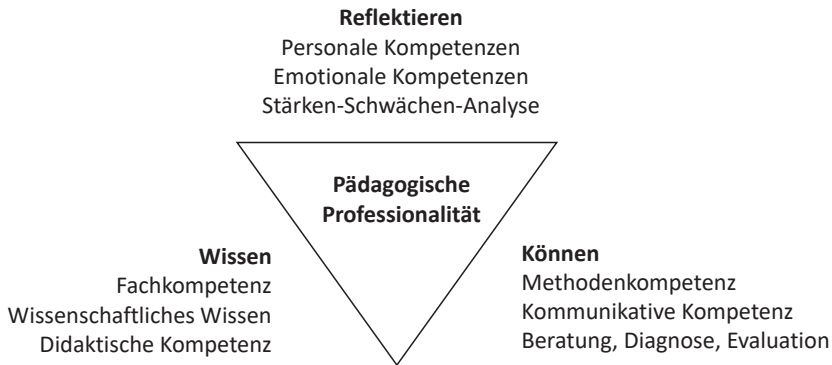 Reflektieren
Personale Kompetenzen
Emotionale Kompetenzen
Stärken-Schwächen-Analyse
Pädagogische
Professionalität
Wissen
Fachkompetenz
Wissenschaftliches Wissen
Didaktische Kompetenz
Können
Methodenkompetenz
Kommunikative Kompetenz
Beratung, Diagnose, Evaluation